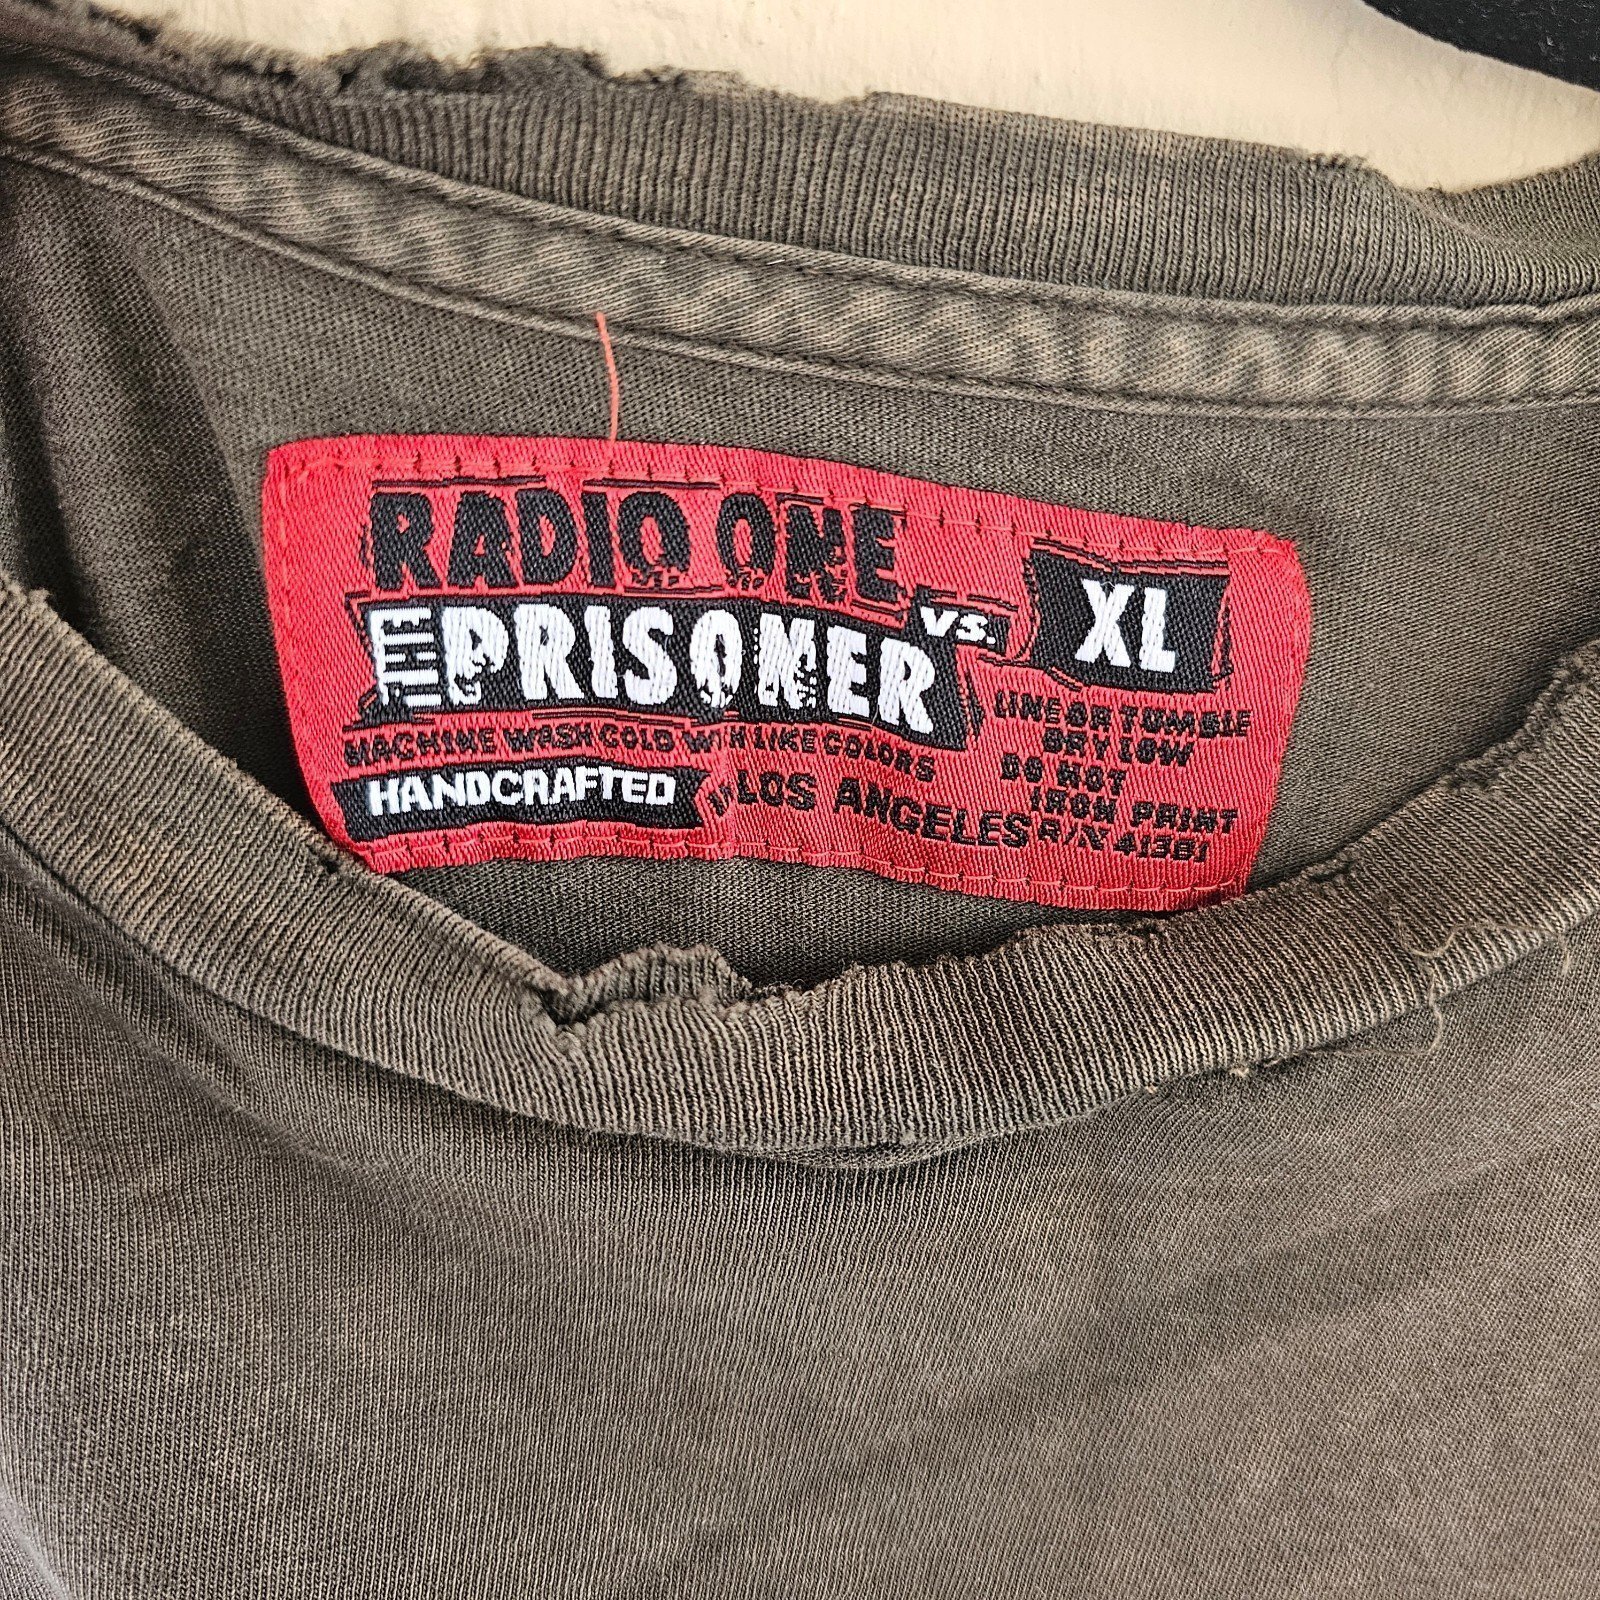 RADIO ONE
VS.
THE PRISONER
XL
MACHINE WASH COLD WITH LIKE COLORS
HANDCRAFTED
IN LOS ANGELES
LINE OR TUMBLE
DRY LOW
DO NOT
IRON PRINT
R/N 41381